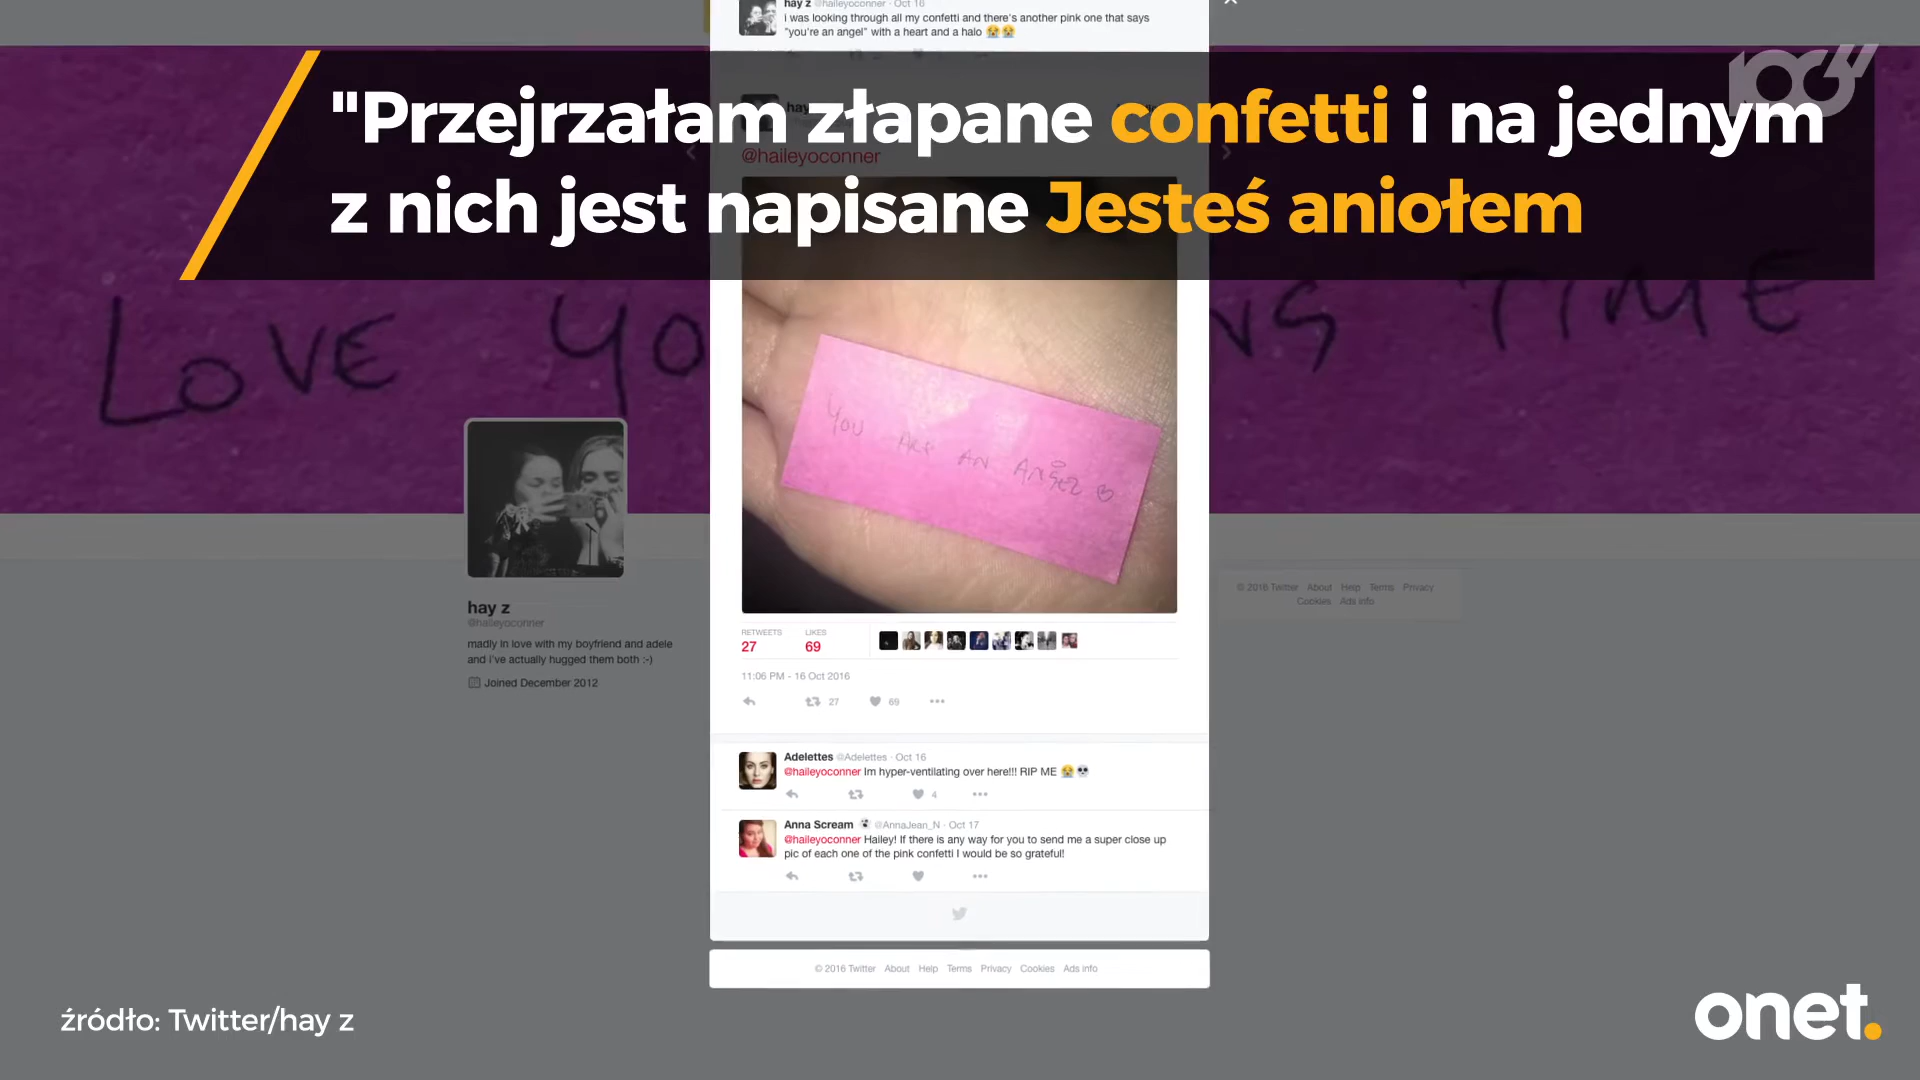 hay z @haileyoconner · Oct 16
i was looking through all my confetti and there's another pink one that says
"you're an angel" with a heart and a halo
"Przejrzałam złapane confetti i na jednym
z nich jest napisane Jesteś aniołem
hay
@haileyoconner
LOVE YO
TIME
YOU ARE AN ANGEL
hay z
@haileyoconner
madly in love with my boyfriend and adele
and i've actually hugged them both :-)
Joined December 2012
© 2016 Twitter About Help Terms Privacy
Cookies Ads info
RETWEETS LIKES
27 69
11:06 PM - 16 Oct 2016
27 69
Adelettes @Adelettes · Oct 16
@haileyoconner Im hyper-ventilating over here!!! RIP ME
4
Anna Scream @AnnaJean_N · Oct 17
@haileyoconner Hailey! If there is any way for you to send me a super close up
pic of each one of the pink confetti I would be so grateful!
© 2016 Twitter About Help Terms Privacy Cookies Ads info
źródło: Twitter/hay z
onet.